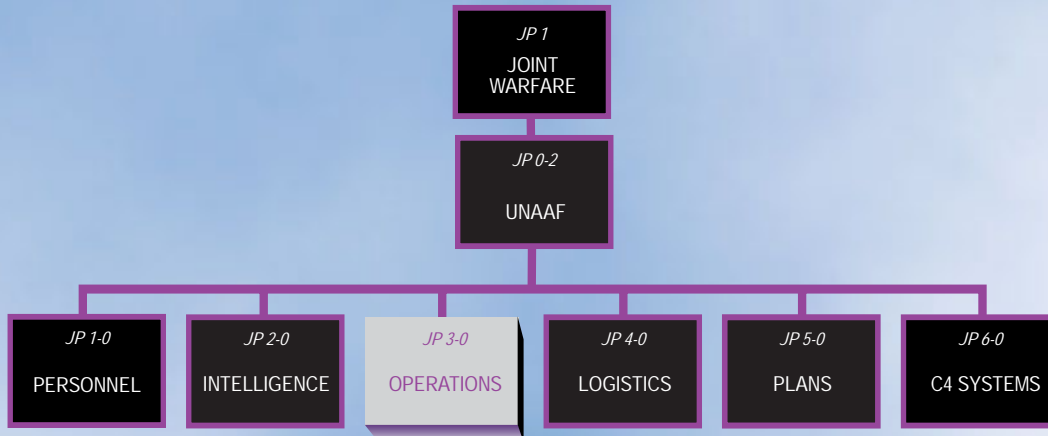 JP 1
JOINT
WARFARE
JP 0-2
UNAAF
JP 1-0
PERSONNEL
JP 2-0
INTELLIGENCE
JP 3-0
OPERATIONS
JP 4-0
LOGISTICS
JP 5-0
PLANS
JP 6-0
C4 SYSTEMS